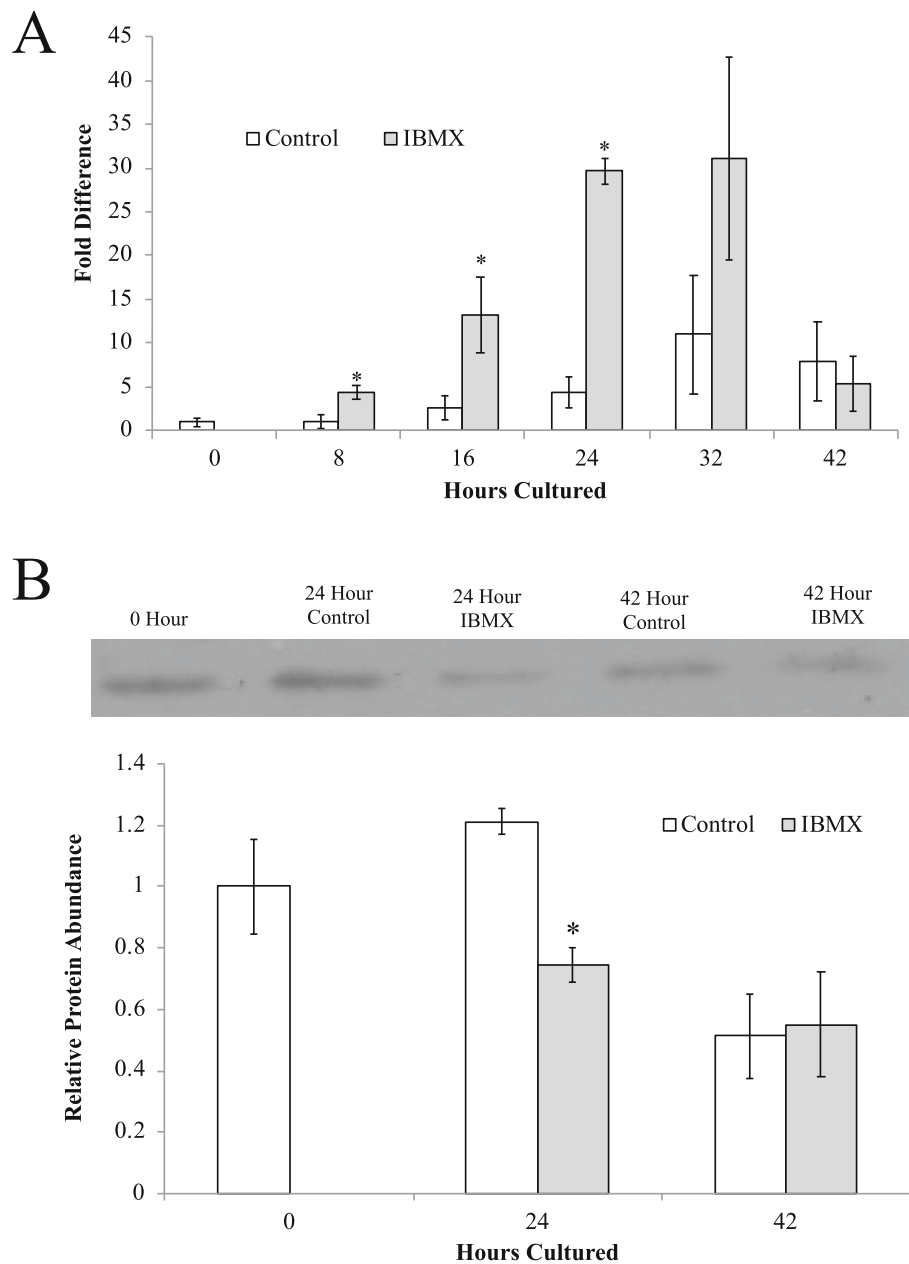 A
45
40
35
30
25
20
15
10
5
0
Fold Difference
Control
IBMX
*
*
*
0 8 16 24 32 42
Hours Cultured
B
0 Hour
24 Hour
Control
24 Hour
IBMX
42 Hour
Control
42 Hour
IBMX
1.4
1.2
1
0.8
0.6
0.4
0.2
0
Relative Protein Abundance
Control
IBMX
*
0 24 42
Hours Cultured